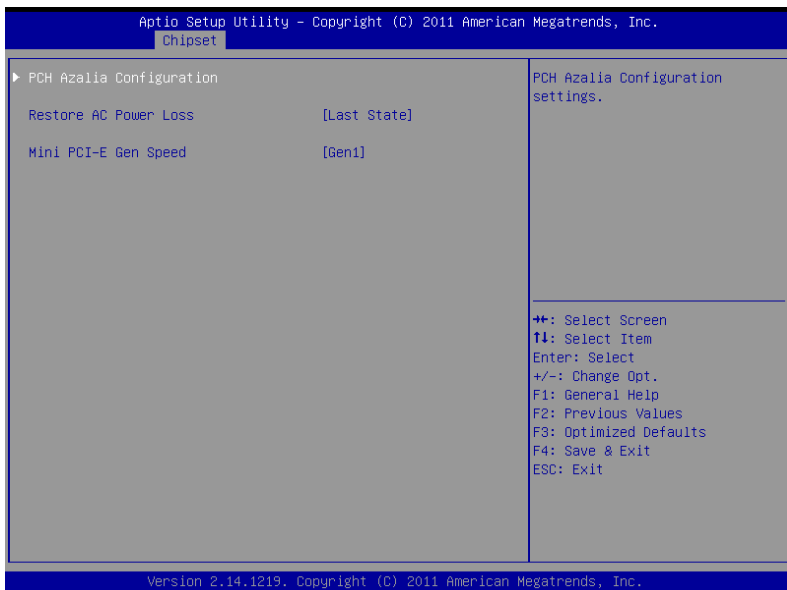 Aptio Setup Utility – Copyright (C) 2011 American Megatrends, Inc.
Chipset
▶ PCH Azalia Configuration
Restore AC Power Loss [Last State]
Mini PCI-E Gen Speed [Gen1]
PCH Azalia Configuration
settings.
→←: Select Screen
↑↓: Select Item
Enter: Select
+/-: Change Opt.
F1: General Help
F2: Previous Values
F3: Optimized Defaults
F4: Save & Exit
ESC: Exit
Version 2.14.1219. Copyright (C) 2011 American Megatrends, Inc.